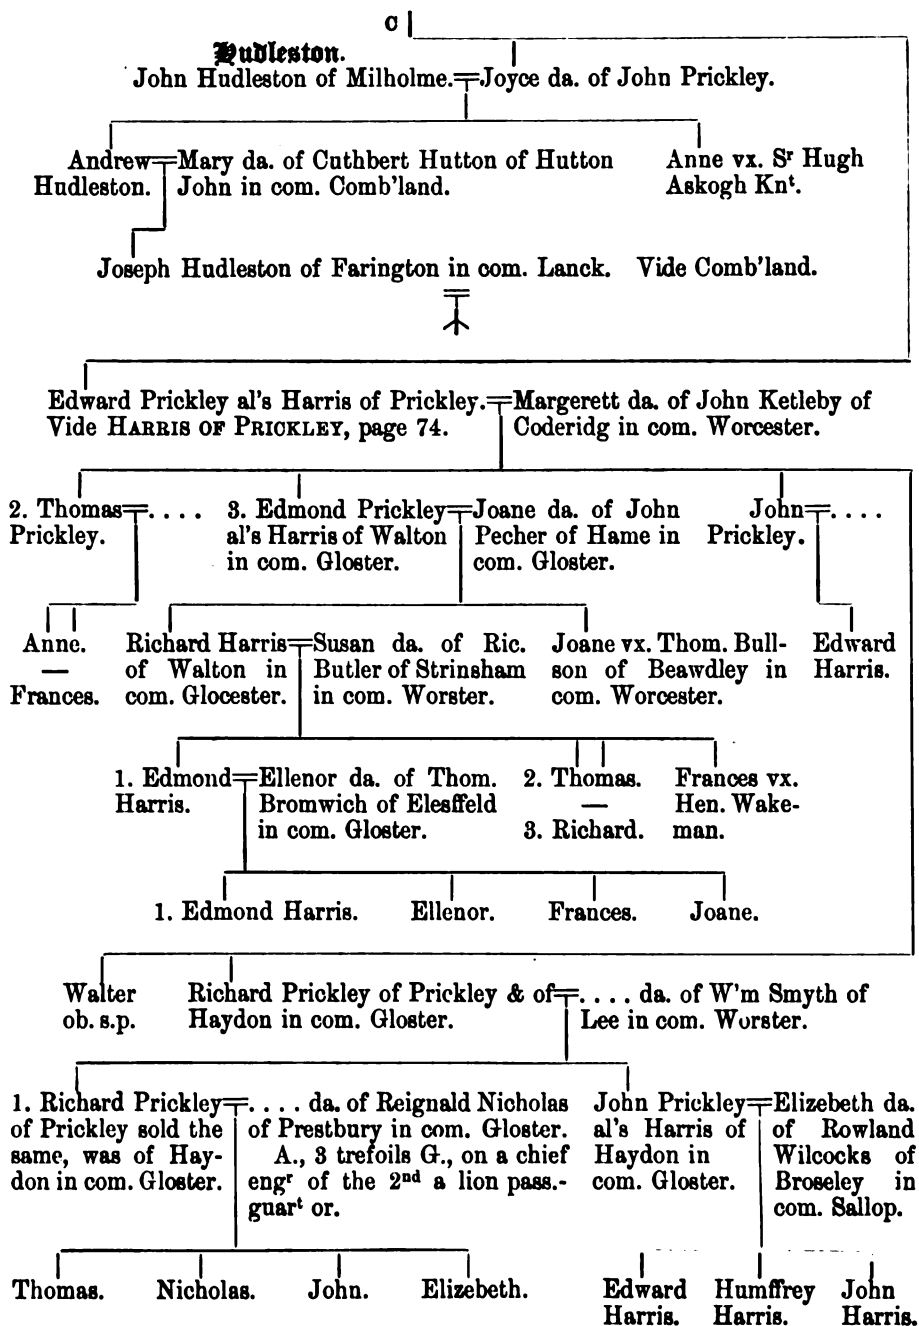 C
Hudleston.
John Hudleston of Milholme.
Joyce da. of John Prickley.
Andrew
Hudleston.
Mary da. of Cuthbert Hutton of Hutton
John in com. Comb'land.
Anne vx. Sr Hugh
Askogh Knt.
Joseph Hudleston of Farington in com. Lanck. Vide Comb'land.
Edward Prickley al's Harris of Prickley.
Vide HARRIS OF PRICKLEY, page 74.
Margerett da. of John Ketleby of
Coderidg in com. Worcester.
2. Thomas
Prickley.
. . . .
3. Edmond Prickley
al's Harris of Walton
in com. Gloster.
Joane da. of John
Pecher of Hame in
com. Gloster.
John
Prickley.
. . . .
Anne.
—
Frances.
Richard Harris
of Walton in
com. Glocester.
Susan da. of Ric.
Butler of Strinsham
in com. Worster.
Joane vx. Thom. Bull-
son of Beawdley in
com. Worcester.
Edward
Harris.
1. Edmond
Harris.
Ellenor da. of Thom.
Bromwich of Elesffeld
in com. Gloster.
2. Thomas.
—
3. Richard.
Frances vx.
Hen. Wake-
man.
1. Edmond Harris.
Ellenor.
Frances.
Joane.
Walter
ob. s.p.
Richard Prickley of Prickley & of
Haydon in com. Gloster.
. . . . da. of W'm Smyth of
Lee in com. Worster.
1. Richard Prickley
of Prickley sold the
same, was of Hay-
don in com. Gloster.
. . . . da. of Reignald Nicholas
of Prestbury in com. Gloster.
A., 3 trefoils G., on a chief
engr of the 2nd a lion pass.-
guart or.
John Prickley
al's Harris of
Haydon in
com. Gloster.
Elizebeth da.
of Rowland
Wilcocks of
Broseley in
com. Sallop.
Thomas.
Nicholas.
John.
Elizebeth.
Edward
Harris.
Humffrey
Harris.
John
Harris.